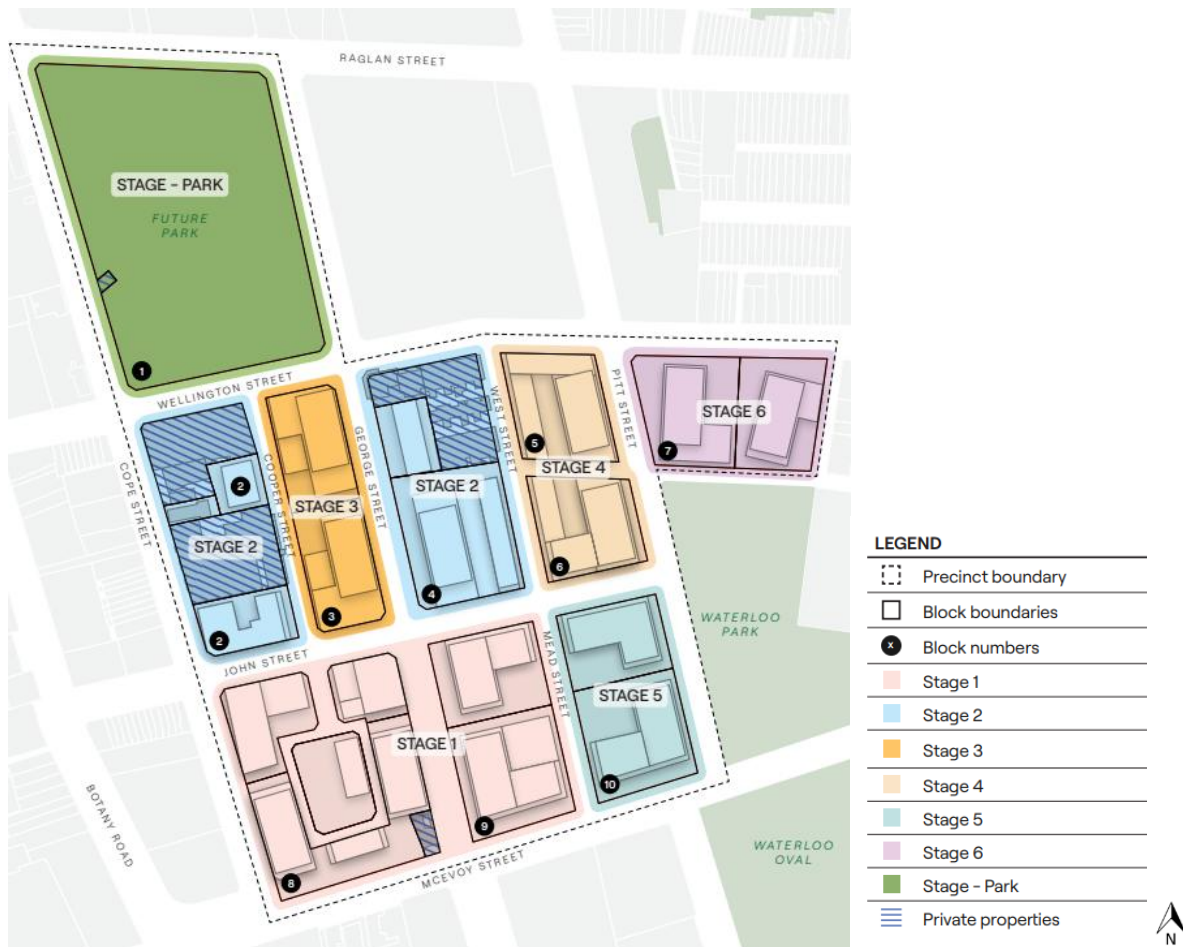 RAGLAN STREET
STAGE - PARK
FUTURE
PARK
1
WELLINGTON STREET
COPE STREET
COOPER STREET
GEORGE STREET
WEST STREET
PITT STREET
5
7
STAGE 6
STAGE 4
2
STAGE 2
STAGE 3
STAGE 2
6
4
3
2
JOHN STREET
MEAD STREET
WATERLOO
PARK
STAGE 5
STAGE 1
10
9
8
BOTANY ROAD
MCEVOY STREET
WATERLOO
OVAL
LEGEND
Precinct boundary
Block boundaries
x Block numbers
Stage 1
Stage 2
Stage 3
Stage 4
Stage 5
Stage 6
Stage - Park
Private properties
N